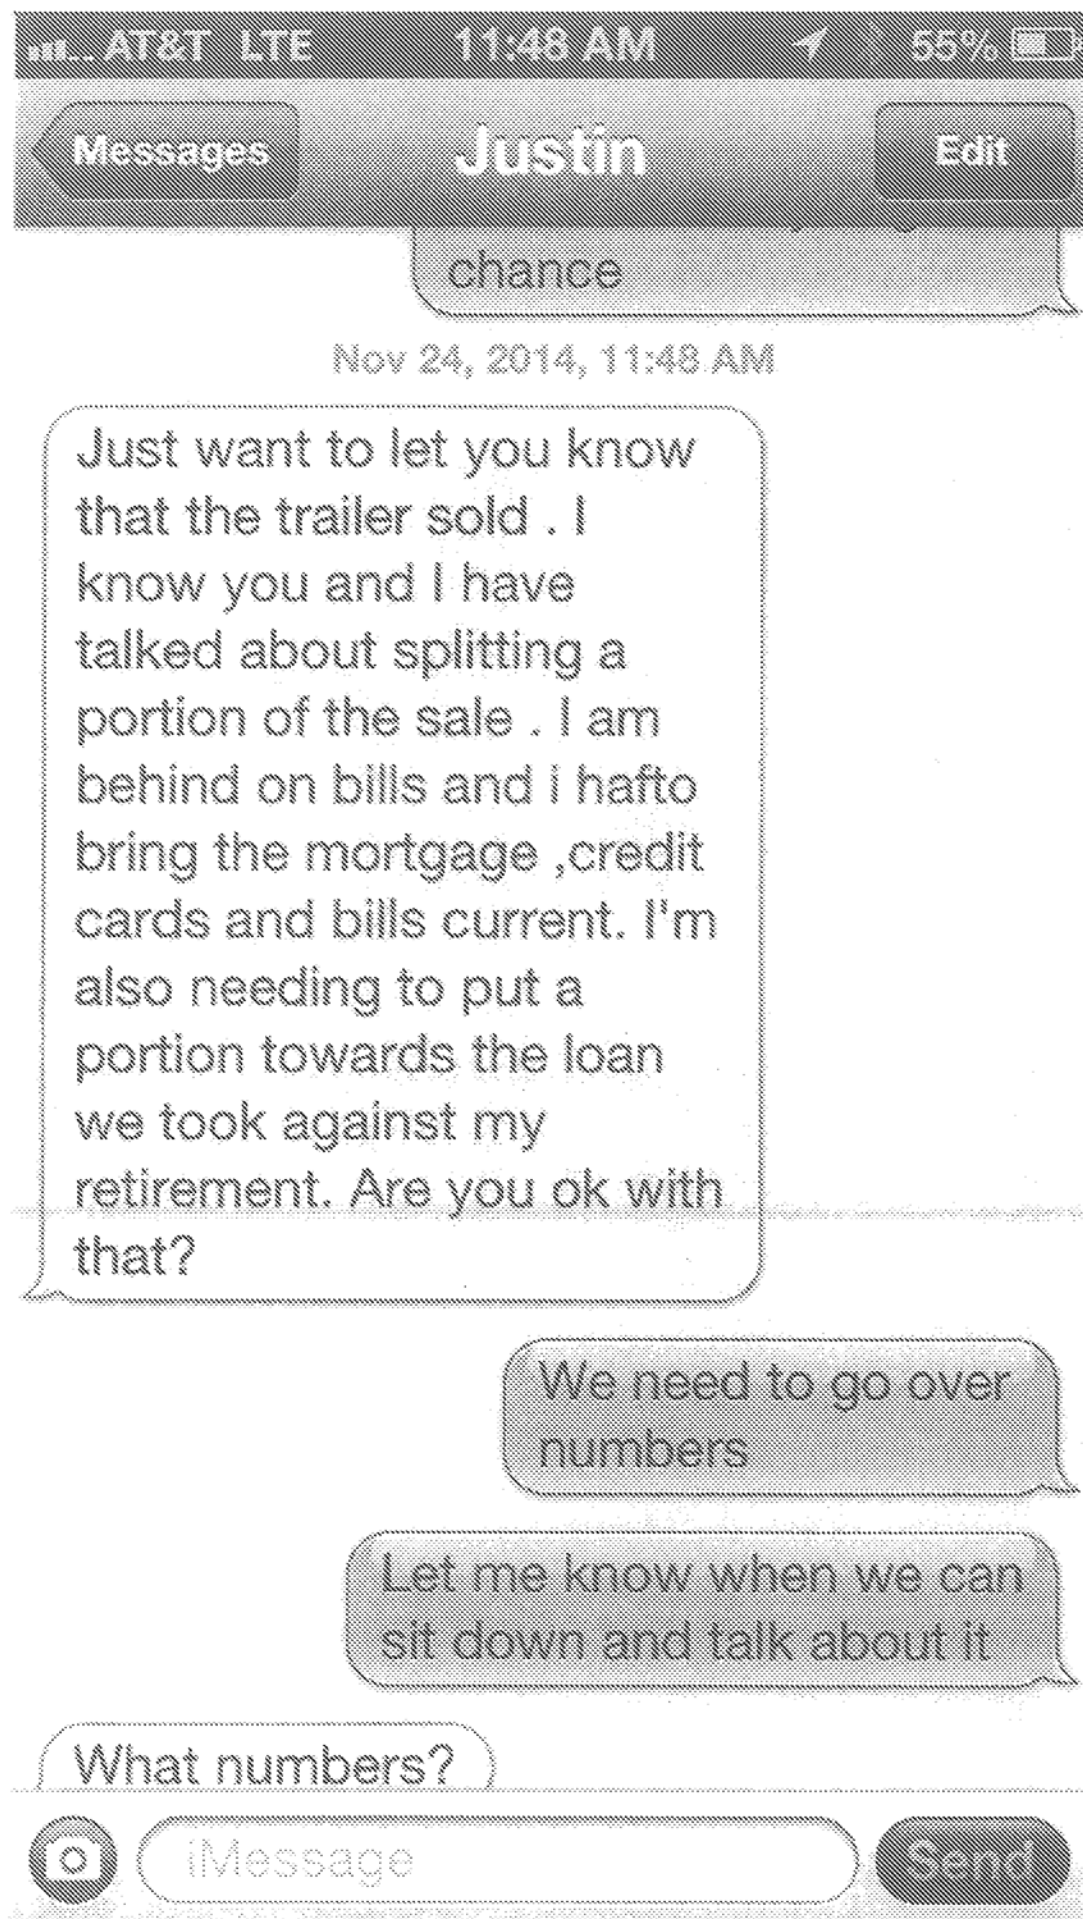 AT&T LTE 11:48 AM 55%
Messages Justin Edit
chance
Nov 24, 2014, 11:48 AM
Just want to let you know
that the trailer sold . I
know you and I have
talked about splitting a
portion of the sale . I am
behind on bills and i hafto
bring the mortgage ,credit
cards and bills current. I'm
also needing to put a
portion towards the loan
we took against my
retirement. Are you ok with
that?
We need to go over
numbers
Let me know when we can
sit down and talk about it
What numbers?
iMessage Send